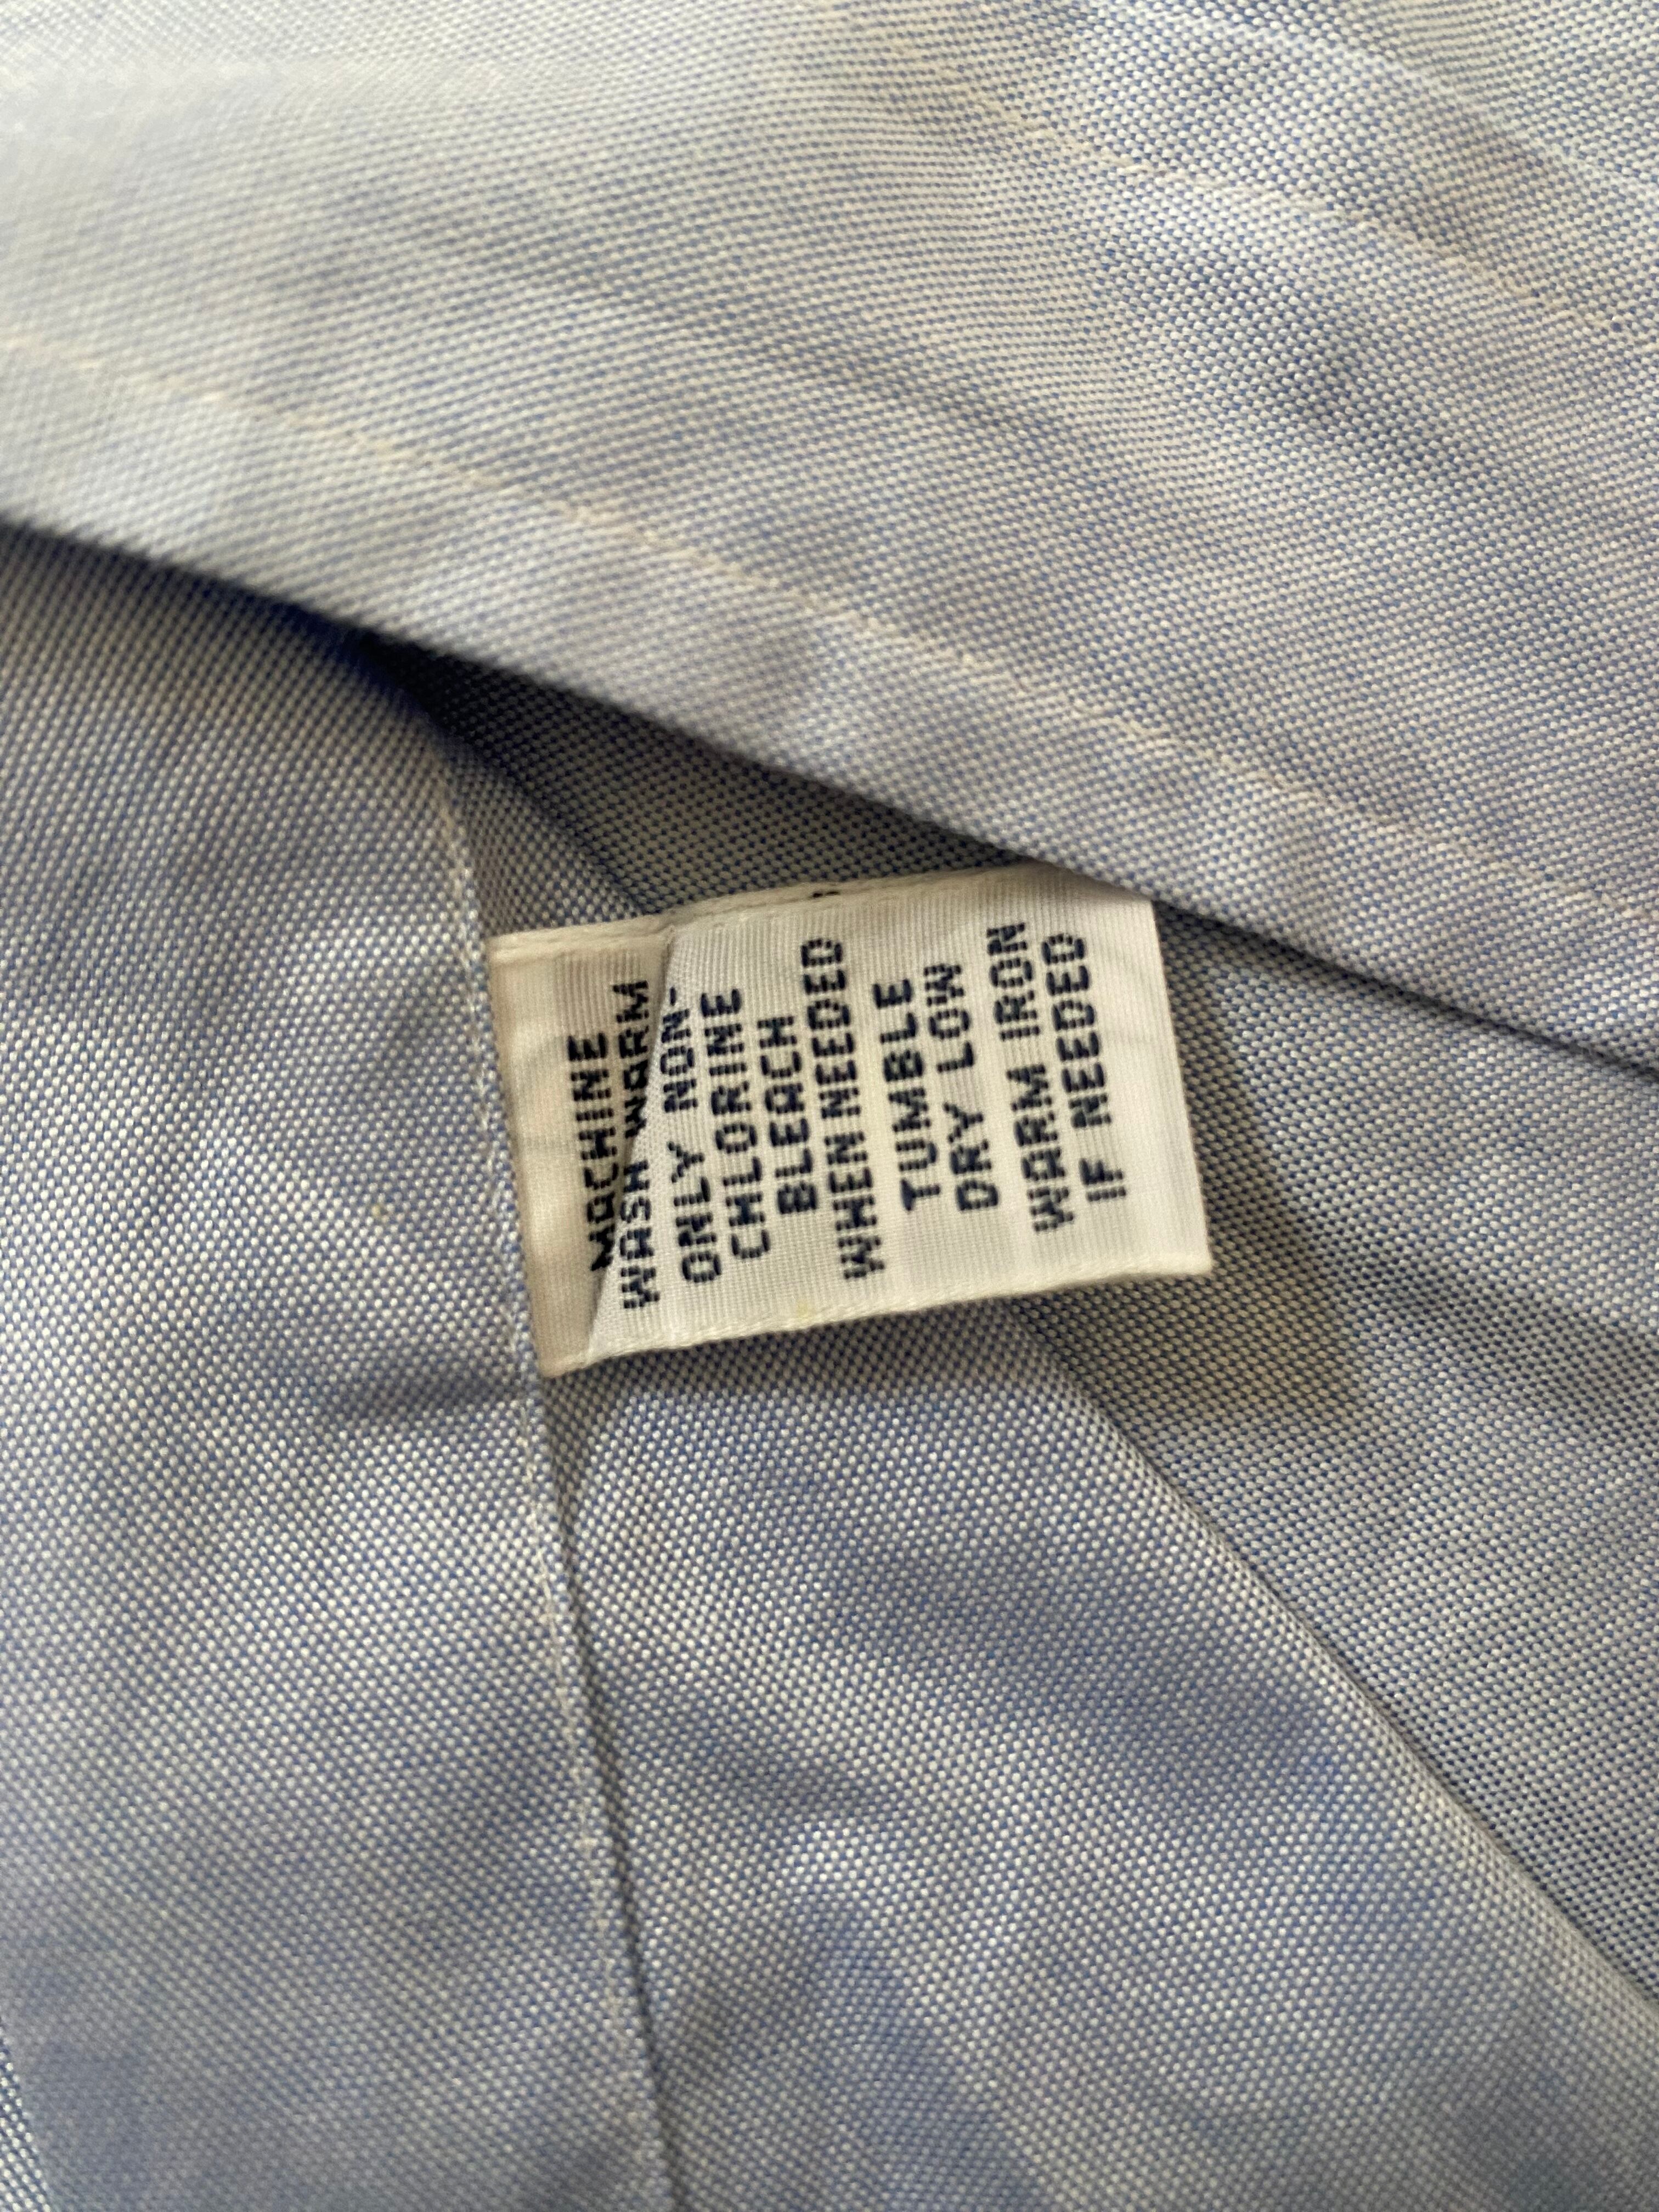 MACHINE
WASH WARM
ONLY NON-
CHLORINE
BLEACH
WHEN NEEDED
TUMBLE
DRY LOW
WARM IRON
IF NEEDED